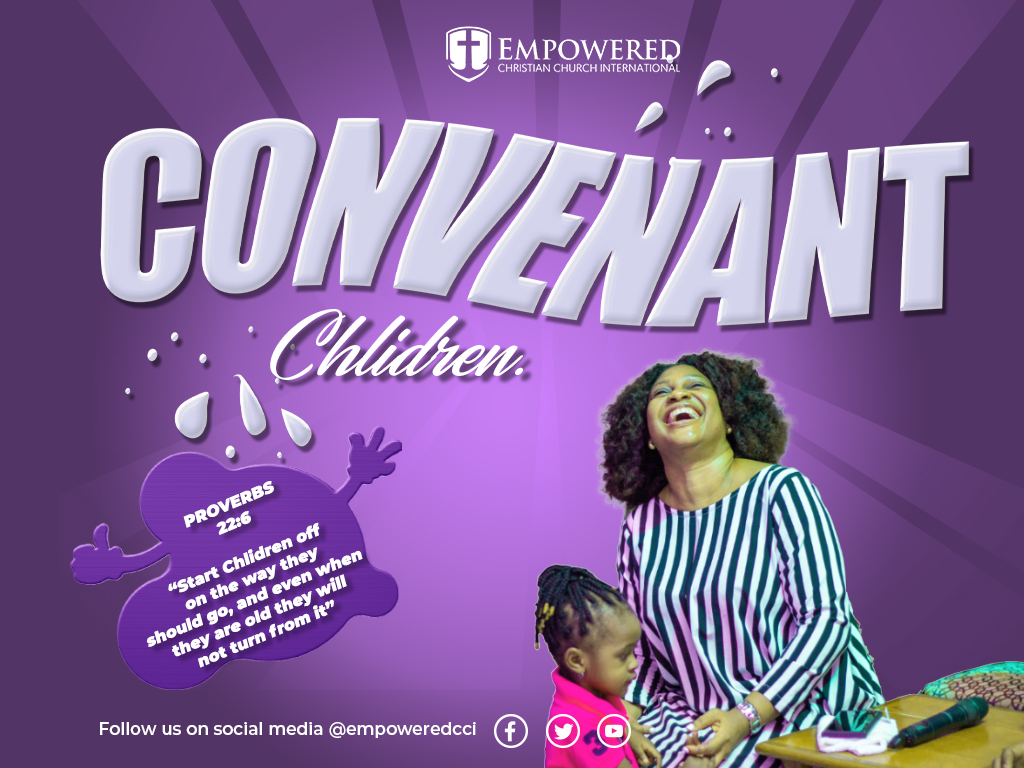 EMPOWERED
CHRISTIAN CHURCH INTERNATIONAL
CONVENANT
Chlidren.
PROVERBS
22:6
“Start Children off
on the way they
should go, and even when
they are old they will
not turn from it”
Follow us on social media @empoweredcci